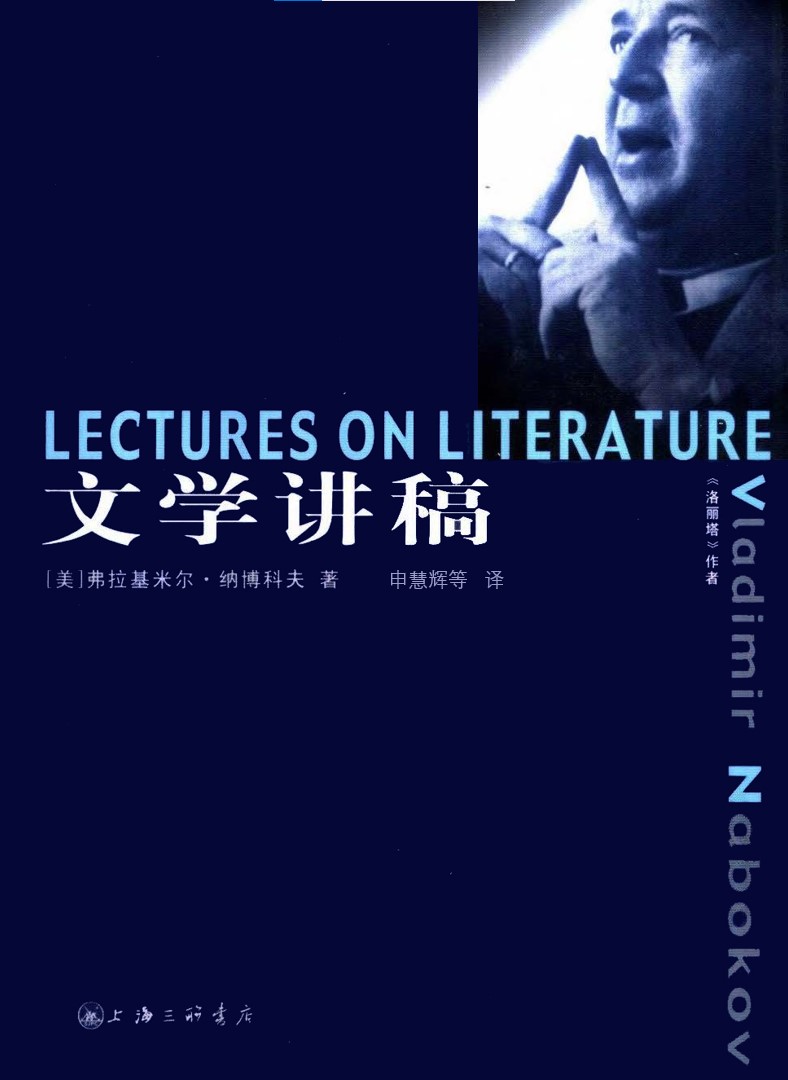 LECTURES ON LITERATURE
文学讲稿
[美]弗拉基米尔·纳博科夫 著 申慧辉等 译
《洛丽塔》作者
Vladimir Nabokov
上海三联书店